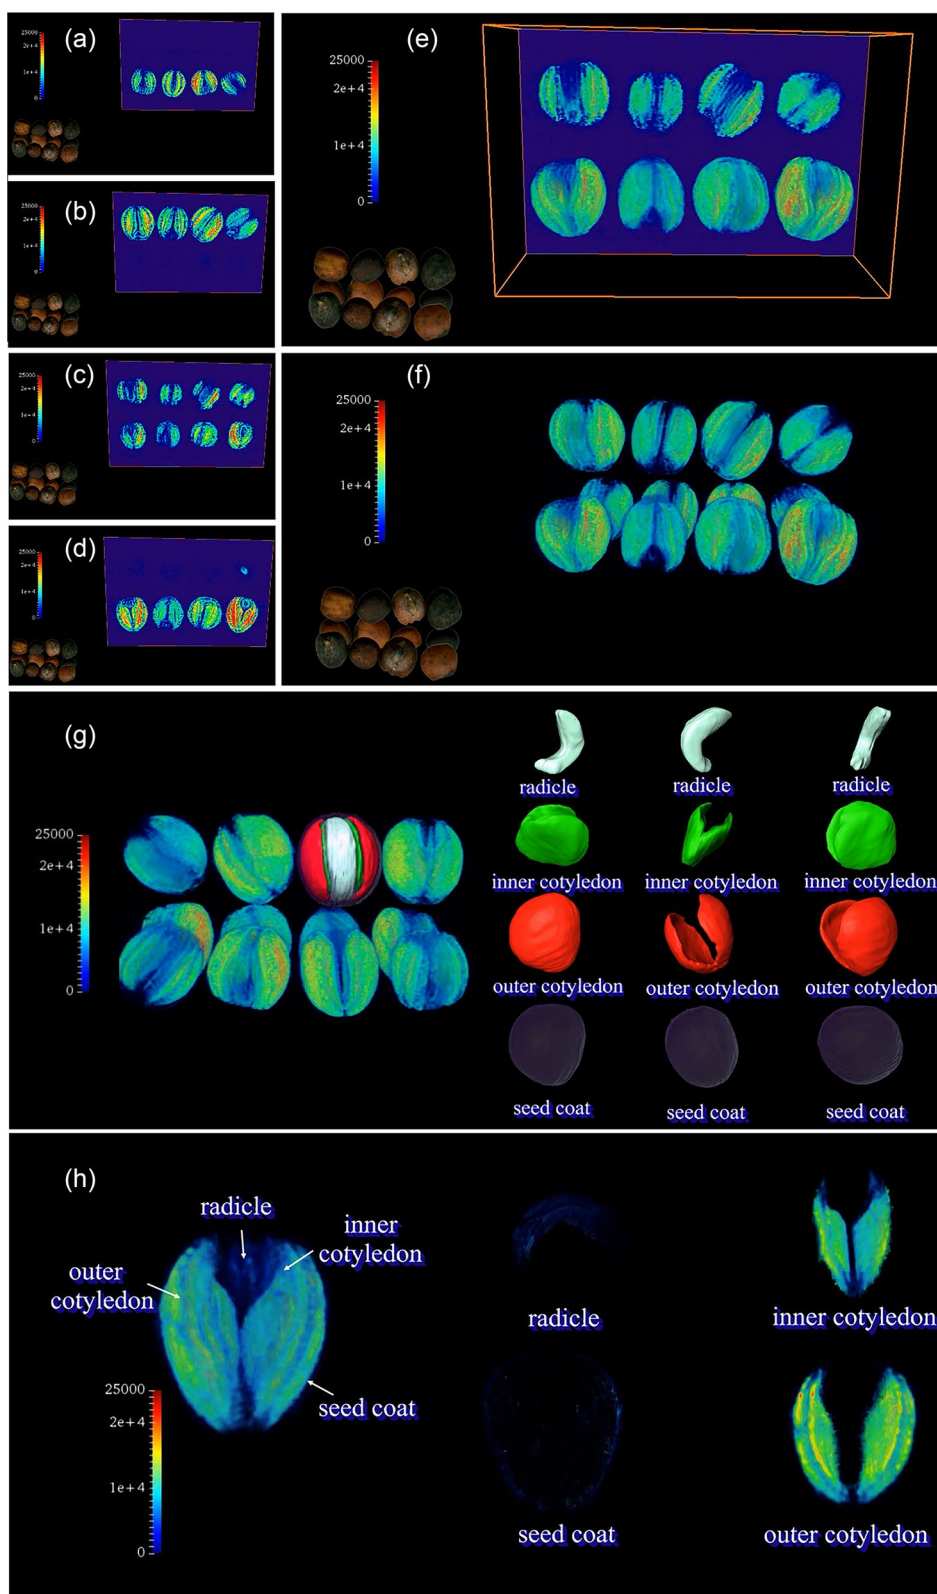 (a)
25000
2e+4
1e+4
0
(b)
25000
2e+4
1e+4
0
(c)
25000
2e+4
1e+4
0
(d)
25000
2e+4
1e+4
0
(e)
25000
2e+4
1e+4
0
(f)
25000
2e+4
1e+4
0
(g)
25000
2e+4
1e+4
0
radicle radicle radicle
inner cotyledon inner cotyledon inner cotyledon
outer cotyledon outer cotyledon outer cotyledon
seed coat seed coat seed coat
(h)
radicle
inner
cotyledon
outer
cotyledon
seed coat
25000
2e+4
1e+4
0
radicle
inner cotyledon
seed coat
outer cotyledon